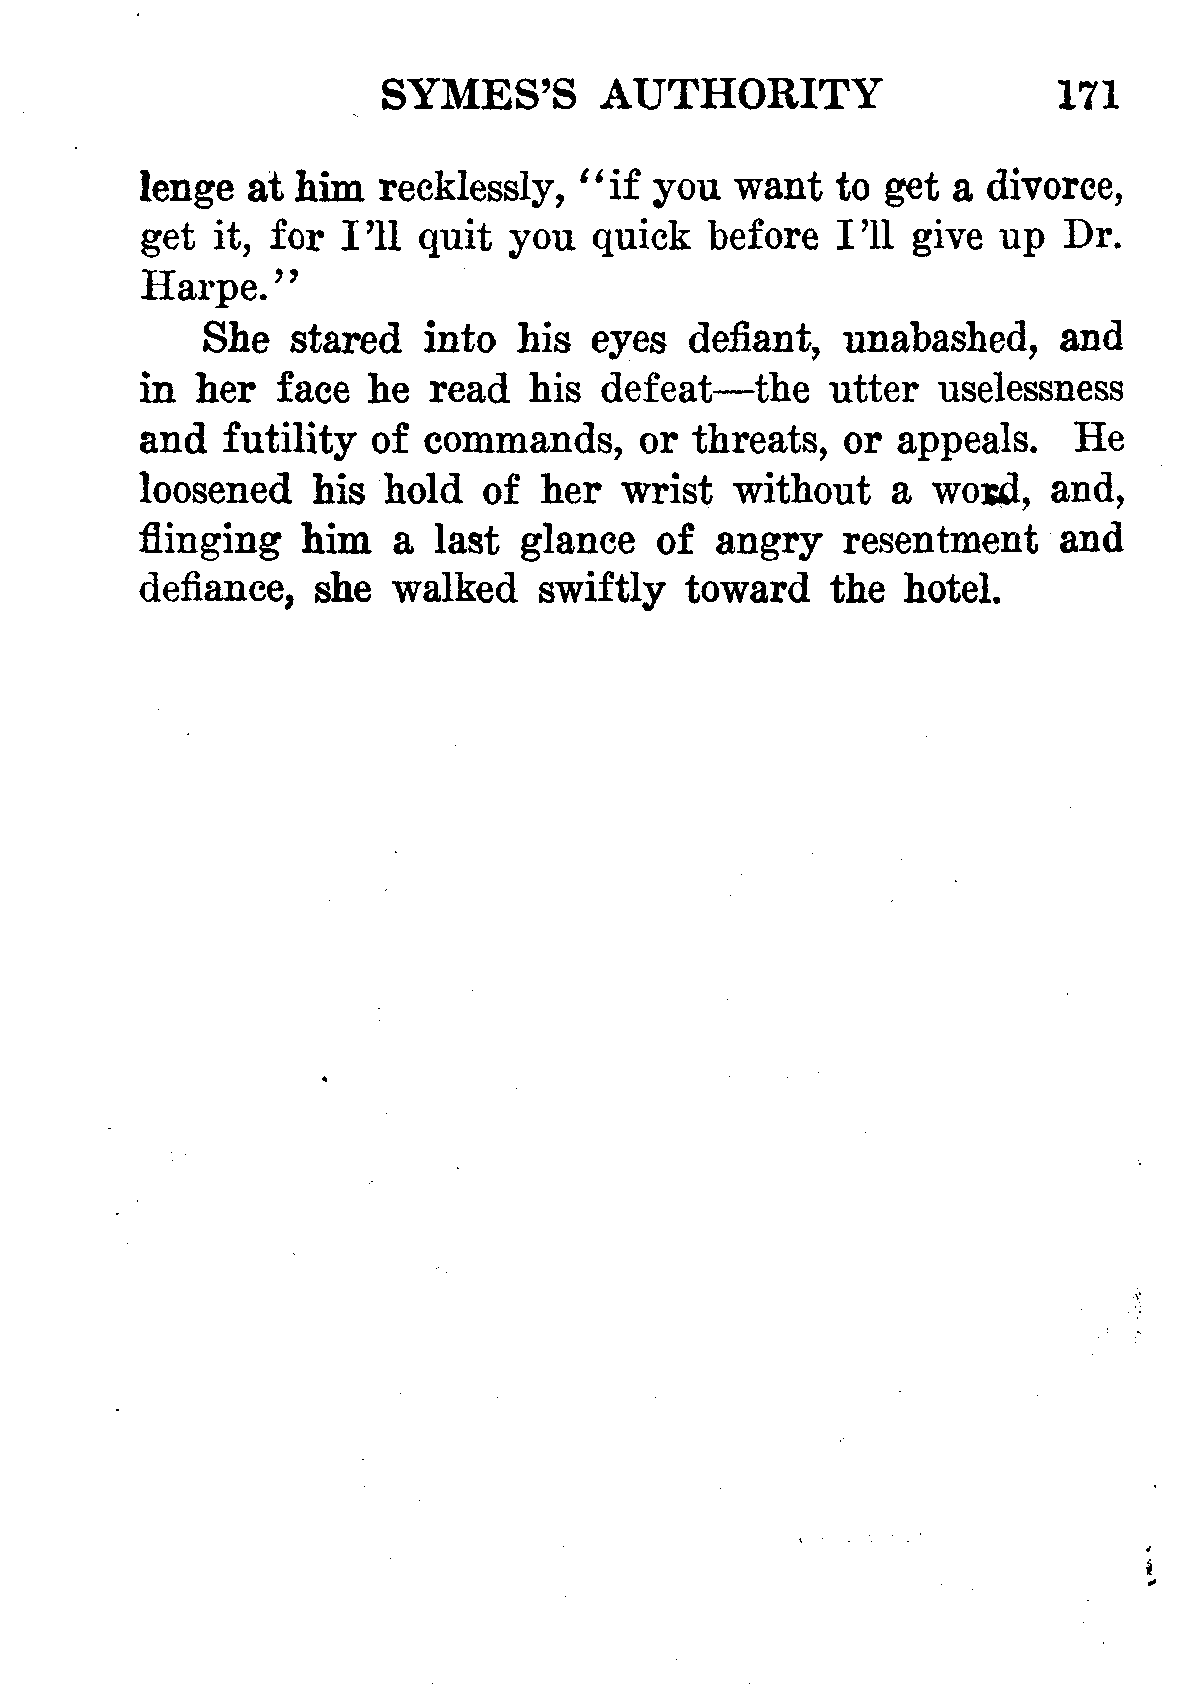 SYMES'S AUTHORITY 171
lenge at him recklessly, "if you want to get a divorce,
get it, for I'll quit you quick before I'll give up Dr.
Harpe."
She stared into his eyes defiant, unabashed, and
in her face he read his defeat—the utter uselessness
and futility of commands, or threats, or appeals. He
loosened his hold of her wrist without a word, and,
flinging him a last glance of angry resentment and
defiance, she walked swiftly toward the hotel.